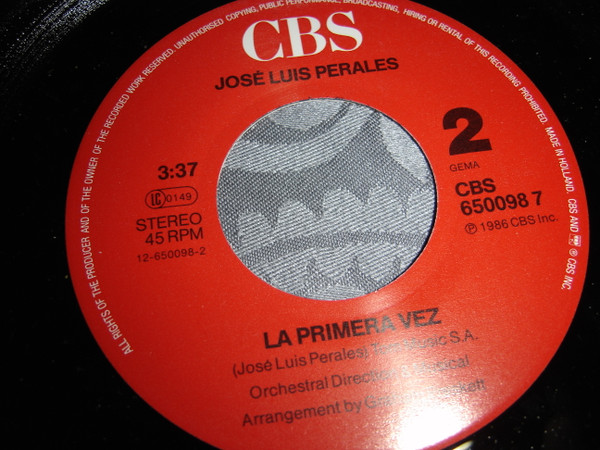 ALL RIGHTS OF THE PRODUCER AND OF THE OWNER OF THE RECORDED WORK RESERVED. UNAUTHORISED COPYING, PUBLIC PERFORMANCE, BROADCASTING, HIRING OR RENTAL OF THIS RECORDING PROHIBITED. MADE IN HOLLAND. CBS AND ® CBS INC.
CBS
JOSÉ LUIS PERALES
2
GEMA
3:37
LC 0149
STEREO
45 RPM
12-650098-2
CBS
650098 7
℗ 1986 CBS Inc.
LA PRIMERA VEZ
(José Luis Perales) S.A.
Orchestral
Arrangement by